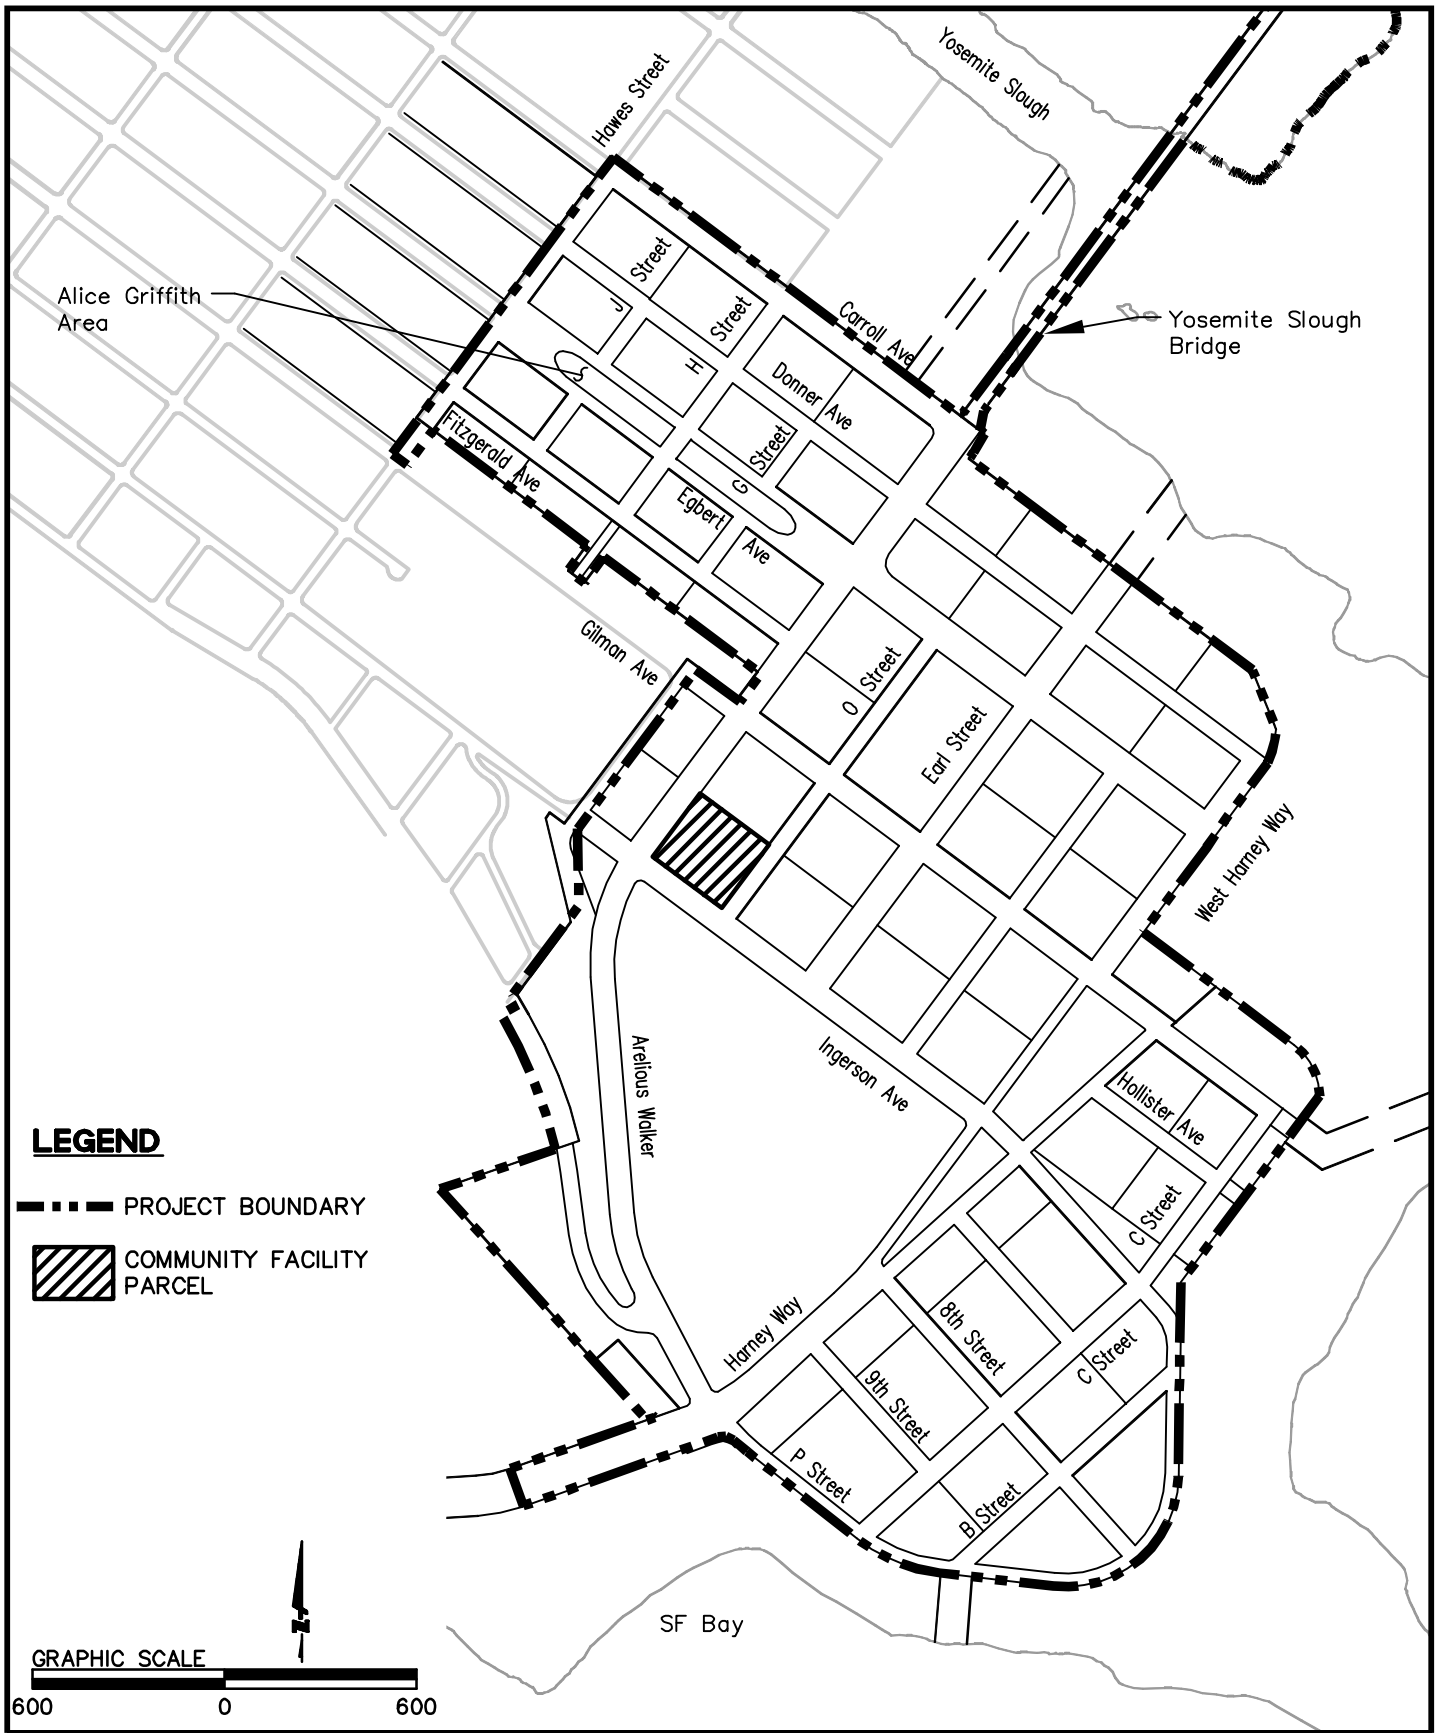 Yosemite Slough
Hawes Street
Alice Griffith
Area
Street
J
Street
H
Carroll Ave
Yosemite Slough
Bridge
Donner Ave
S
Fitzgerald Ave
Street
G
Egbert
Ave
Gilman Ave
O Street
Earl Street
West Harney Way
Ingerson Ave
Arelious Walker
Hollister Ave
C Street
LEGEND
PROJECT BOUNDARY
COMMUNITY FACILITY
PARCEL
Harney Way
8th Street
C Street
9th Street
P Street
B Street
SF Bay
N
GRAPHIC SCALE
600 0 600